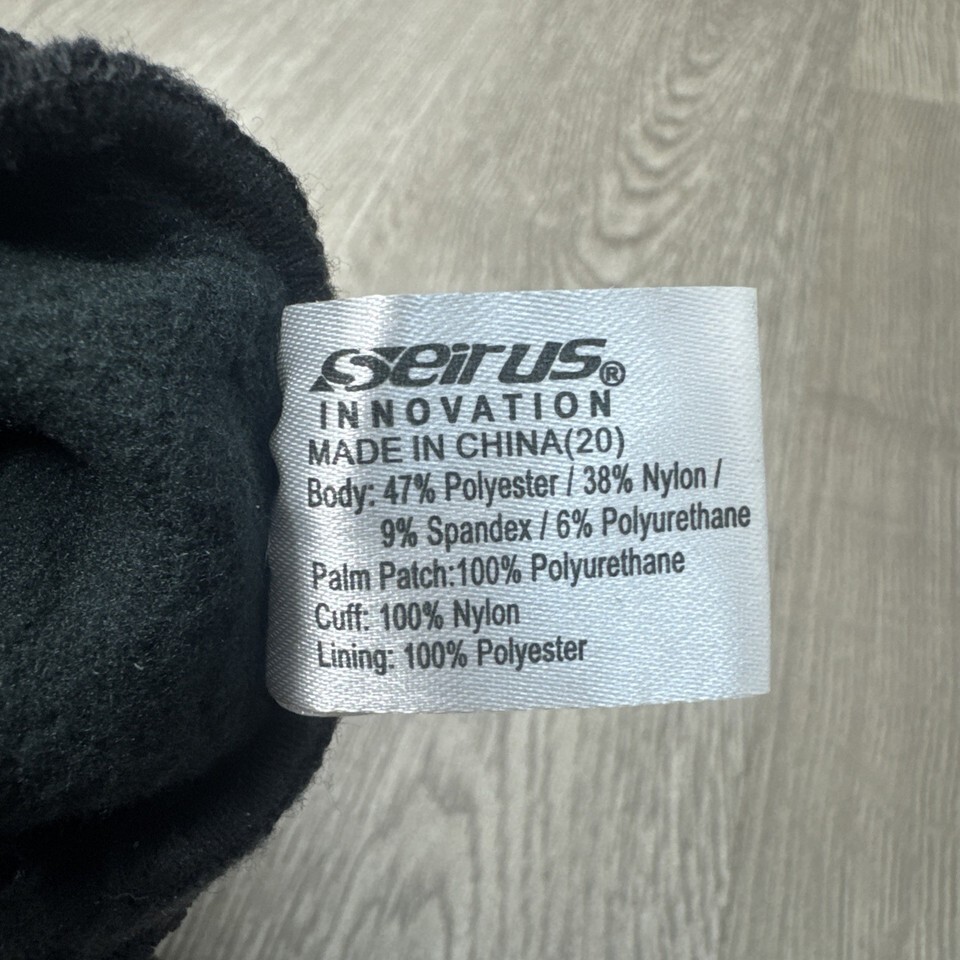 Seirus®
INNOVATION
MADE IN CHINA(20)
Body: 47% Polyester / 38% Nylon /
9% Spandex / 6% Polyurethane
Palm Patch:100% Polyurethane
Cuff: 100% Nylon
Lining: 100% Polyester